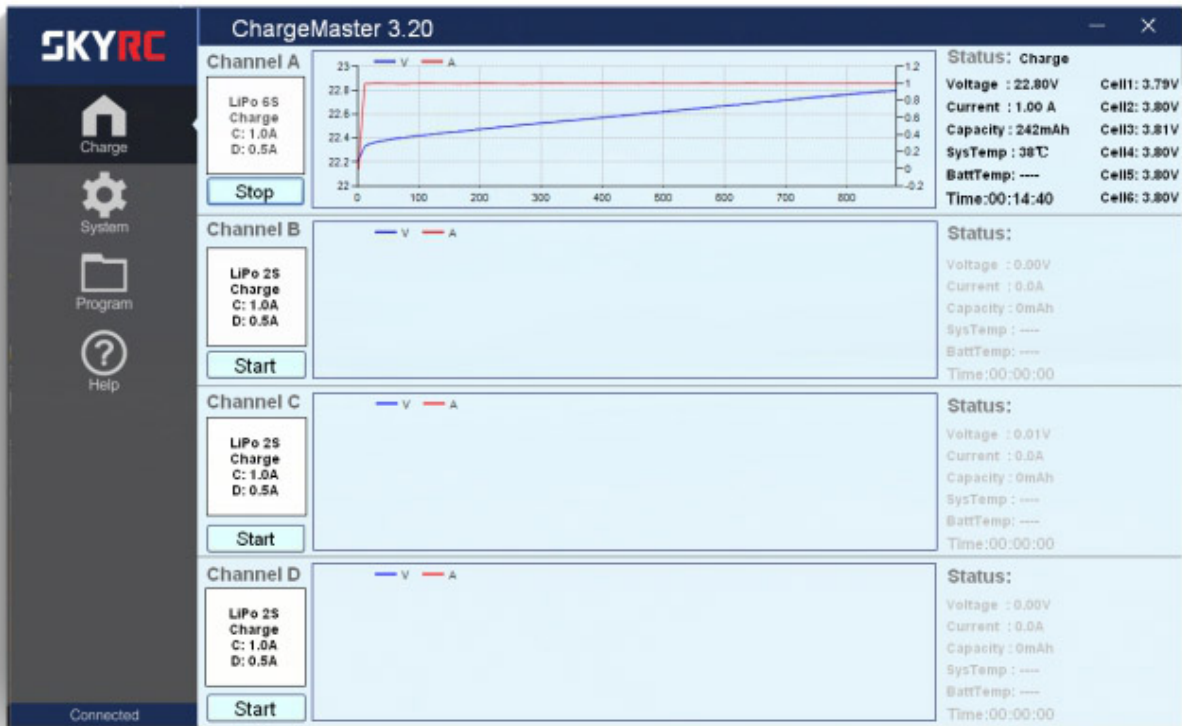 SKYRC
ChargeMaster 3.20
Charge
System
Program
Help
Connected
Channel A
LiPo 6S
Charge
C: 1.0A
D: 0.5A
Stop
V A
23
22.8
22.6
22.4
22.2
22
1.2
1
0.8
0.6
0.4
0.2
0
-0.2
0 100 200 300 400 500 600 700 800
Status: Charge
Voltage : 22.80V Cell1: 3.79V
Current : 1.00 A Cell2: 3.80V
Capacity : 242mAh Cell3: 3.81V
SysTemp : 38℃ Cell4: 3.80V
BattTemp: ---- Cell5: 3.80V
Time:00:14:40 Cell6: 3.80V
Channel B
LiPo 2S
Charge
C: 1.0A
D: 0.5A
Start
V A
Status:
Voltage : 0.00V
Current : 0.0A
Capacity : 0mAh
SysTemp : ----
BattTemp: ----
Time:00:00:00
Channel C
LiPo 2S
Charge
C: 1.0A
D: 0.5A
Start
V A
Status:
Voltage : 0.01V
Current : 0.0A
Capacity : 0mAh
SysTemp : ----
BattTemp: ----
Time:00:00:00
Channel D
LiPo 2S
Charge
C: 1.0A
D: 0.5A
Start
V A
Status:
Voltage : 0.00V
Current : 0.0A
Capacity : 0mAh
SysTemp : ----
BattTemp: ----
Time:00:00:00